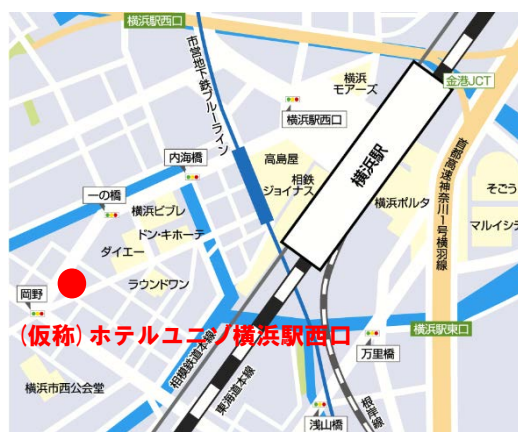 横浜駅西口
市営地下鉄ブルーライン
横浜
モアーズ
金港JCT
横浜駅西口
内海橋
高島屋
相鉄
ジョイナス
横浜駅
首都高速神奈川1号横羽線
一の橋
横浜ビブレ
ドン・キホーテ
ダイエー
横浜ポルタ
そごう
マルイシティ
ラウンドワン
岡野
(仮称)ホテルユニゾ横浜駅西口
横浜駅東口
相模鉄道本線
万里橋
横浜市西公会堂
東海道本線
根岸線
浅山橋